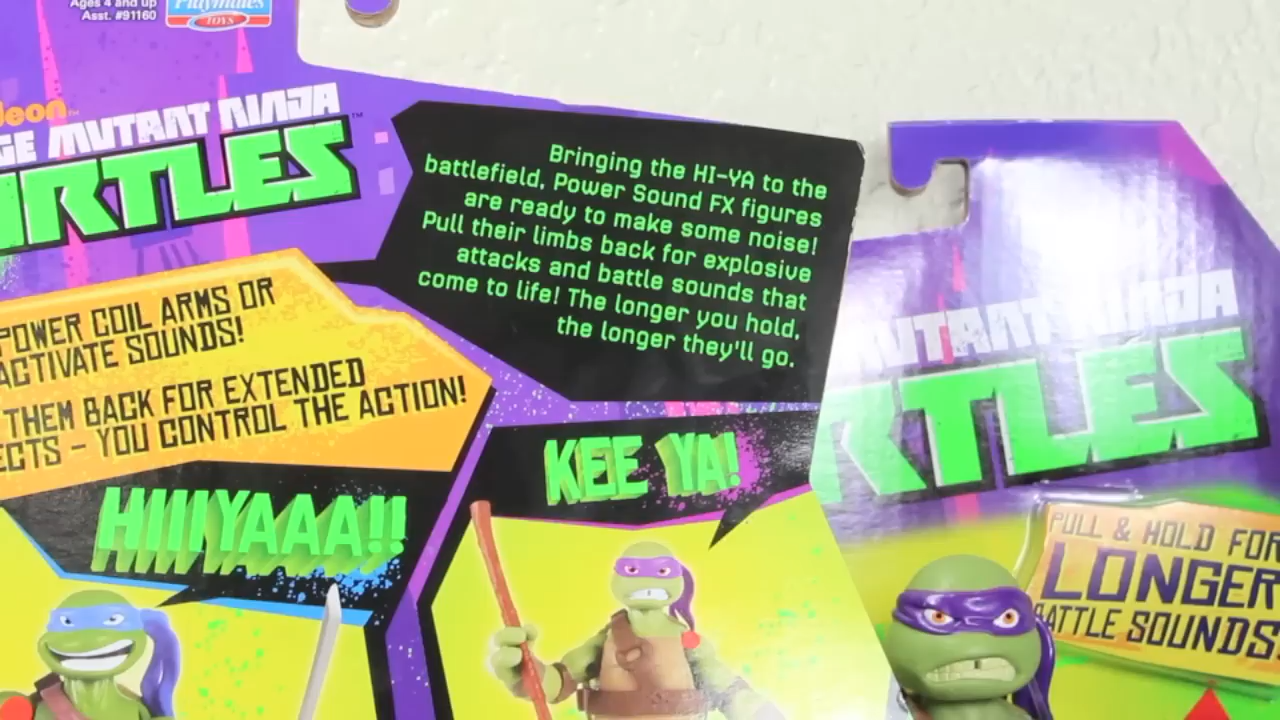 Ages 4 and up
Asst. #91160
Playmates
TOYS
MUTANT NINJA
Bringing the HI-YA to the
battlefield, Power Sound FX figures
are ready to make some noise!
Pull their limbs back for explosive
attacks and battle sounds that
come to life! The longer you hold,
the longer they'll go.
POWER COIL ARMS OR
ACTIVATE SOUNDS!
THEM BACK FOR EXTENDED
- YOU CONTROL THE ACTION!
HIIIYAAA!!
KEE YA!
MUTANT NINJA
PULL & HOLD FOR
LONGER
BATTLE SOUNDS!